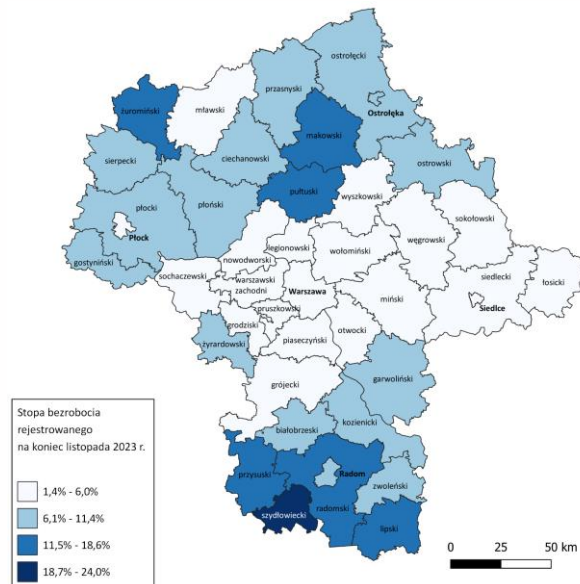 ostrołęcki
przasnyski
żuromiński
mławski
Ostrołęka
makowski
sierpecki
ciechanowski
ostrowski
pułtuski
płocki
płoński
wyszkowski
sokołowski
Płock
węgrowski
legionowski
wołomiński
gostyniński
nowodworski
sochaczewski
siedlecki
łosicki
warszawski
zachodni
Warszawa
miński
Siedlce
pruszkowski
grodziski
otwocki
piaseczyński
żyrardowski
garwoliński
grójecki
kozienicki
białobrzeski
Radom
przysuski
zwoleński
radomski
szydłowiecki
lipski
Stopa bezrobocia
rejestrowanego
na koniec listopada 2023 r.
1,4% - 6,0%
6,1% - 11,4%
11,5% - 18,6%
18,7% - 24,0%
0 25 50 km